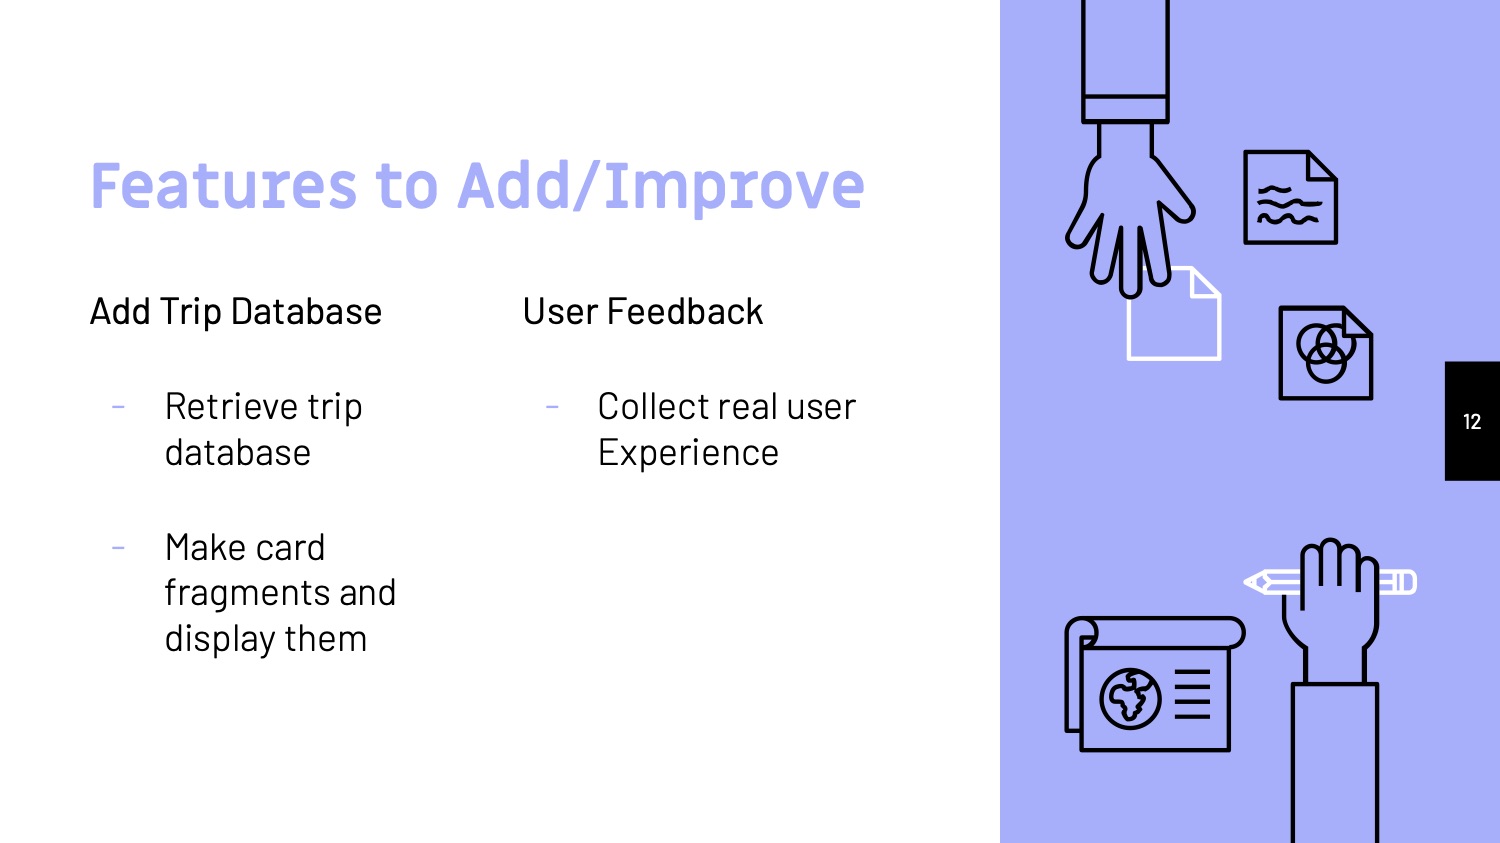 Features to Add/Improve
Add Trip Database
- Retrieve trip
database
- Make card
fragments and
display them
User Feedback
- Collect real user
Experience
12